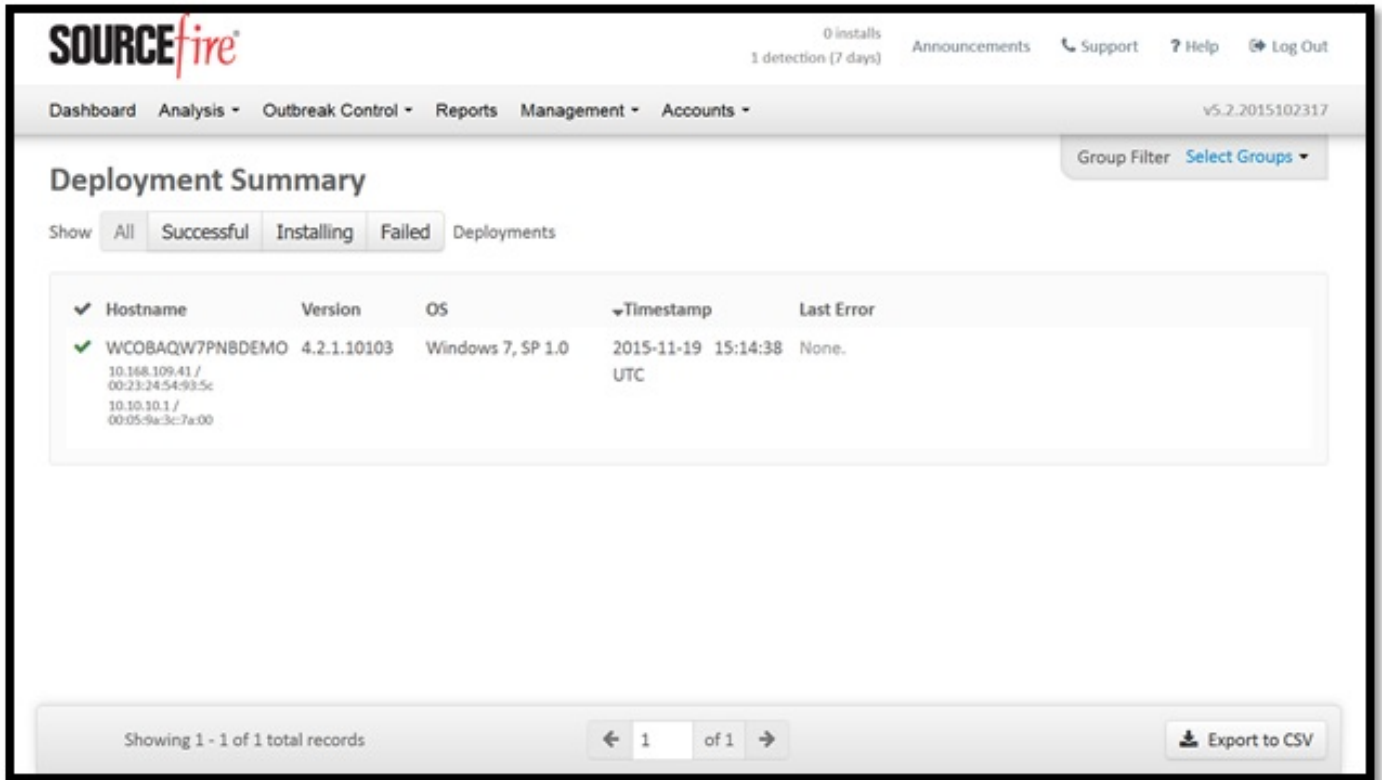 SOURCEfire®
0 installs
1 detection (7 days)
Announcements
Support
? Help
Log Out
Dashboard
Analysis
Outbreak Control
Reports
Management
Accounts
v5.2.2015102317
Group Filter
Select Groups
Deployment Summary
Show
All
Successful
Installing
Failed
Deployments
Hostname
Version
OS
Timestamp
Last Error
WCOBAQW7PNBDEMO
4.2.1.10103
Windows 7, SP 1.0
2015-11-19 15:14:38
UTC
None.
10.168.109.41 /
00:23:24:54:93:5c
10.10.10.1 /
00:05:9a:3c:7a:00
Showing 1 - 1 of 1 total records
1
of 1
Export to CSV